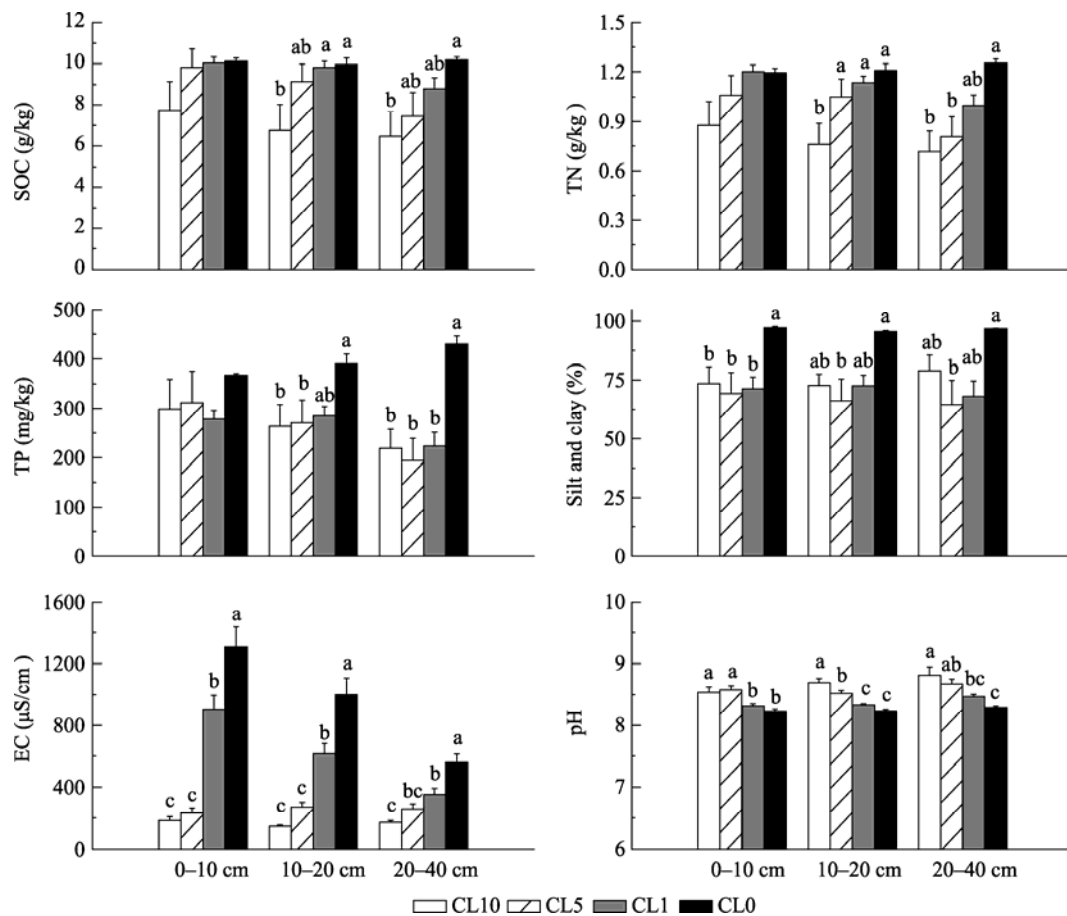 12
10
8
6
4
2
0
SOC (g/kg)
b
ab
a
a
b
ab
ab
a
1.5
1.2
0.9
0.6
0.3
0.0
TN (g/kg )
b
a
a
a
b
b
ab
a
500
400
300
200
100
0
TP (mg/kg)
b
b
ab
a
b
b
b
a
100
75
50
25
0
Silt and clay (%)
b
b
b
a
ab
b
ab
a
ab
b
ab
a
1600
1200
800
400
0
EC (µS/cm )
c
c
b
a
c
c
b
a
c
bc
b
a
0–10 cm
10–20 cm
20–40 cm
10
9
8
7
6
pH
a
a
b
b
a
b
c
c
a
ab
bc
c
0–10 cm
10–20 cm
20–40 cm
CL10 CL5 CL1 CL0